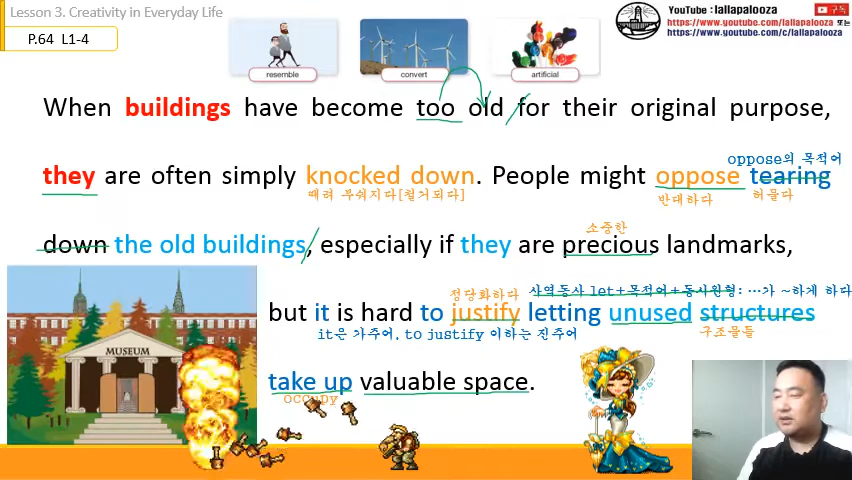 Lesson 3. Creativity in Everyday Life
P.64 L1-4
YouTube : lallapalooza
구독
https://www.youtube.com/lallapalooza 또는
https://www.youtube.com/c/lallapalooza
resemble
convert
artificial
When buildings have become too old for their original purpose,
oppose의 목적어
they are often simply knocked down. People might oppose tearing
때려 부숴지다[철거되다]
반대하다
허물다
소중한
down the old buildings, especially if they are precious landmarks,
정당화하다
사역동사 let+목적어+동사원형: …가 ~하게 하다
but it is hard to justify letting unused structures
it은 가주어, to justify 이하는 진주어
구조물들
MUSEUM
take up valuable space.
occupy